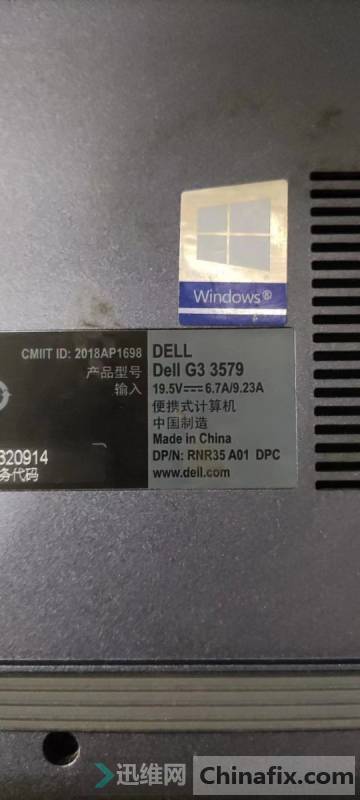 Windows®
CMIIT ID: 2018AP1698 DELL
产品型号 Dell G3 3579
输入 19.5V⎓6.7A/9.23A
便携式计算机
中国制造
Made in China
320914 DP/N: RNR35 A01 DPC
务代码 www.dell.com
迅维网 Chinafix.com